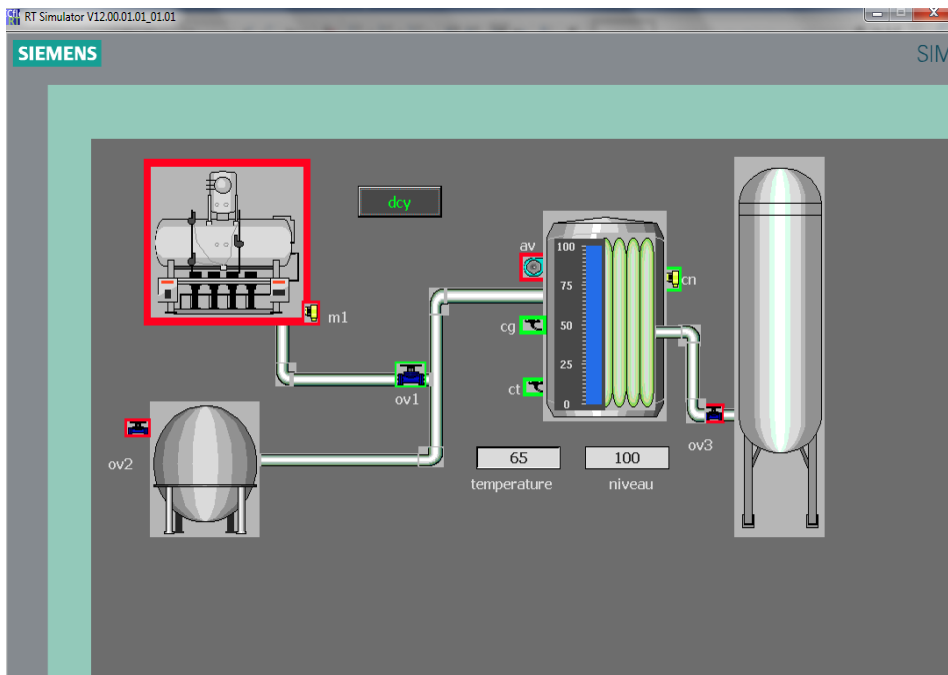 RT Simulator V12.00.01.01_01.01
SIEMENS
SIM
dcy
av
100
75
50
25
0
cn
m1
cg
ov1
ct
ov3
ov2
65
100
temperature
niveau